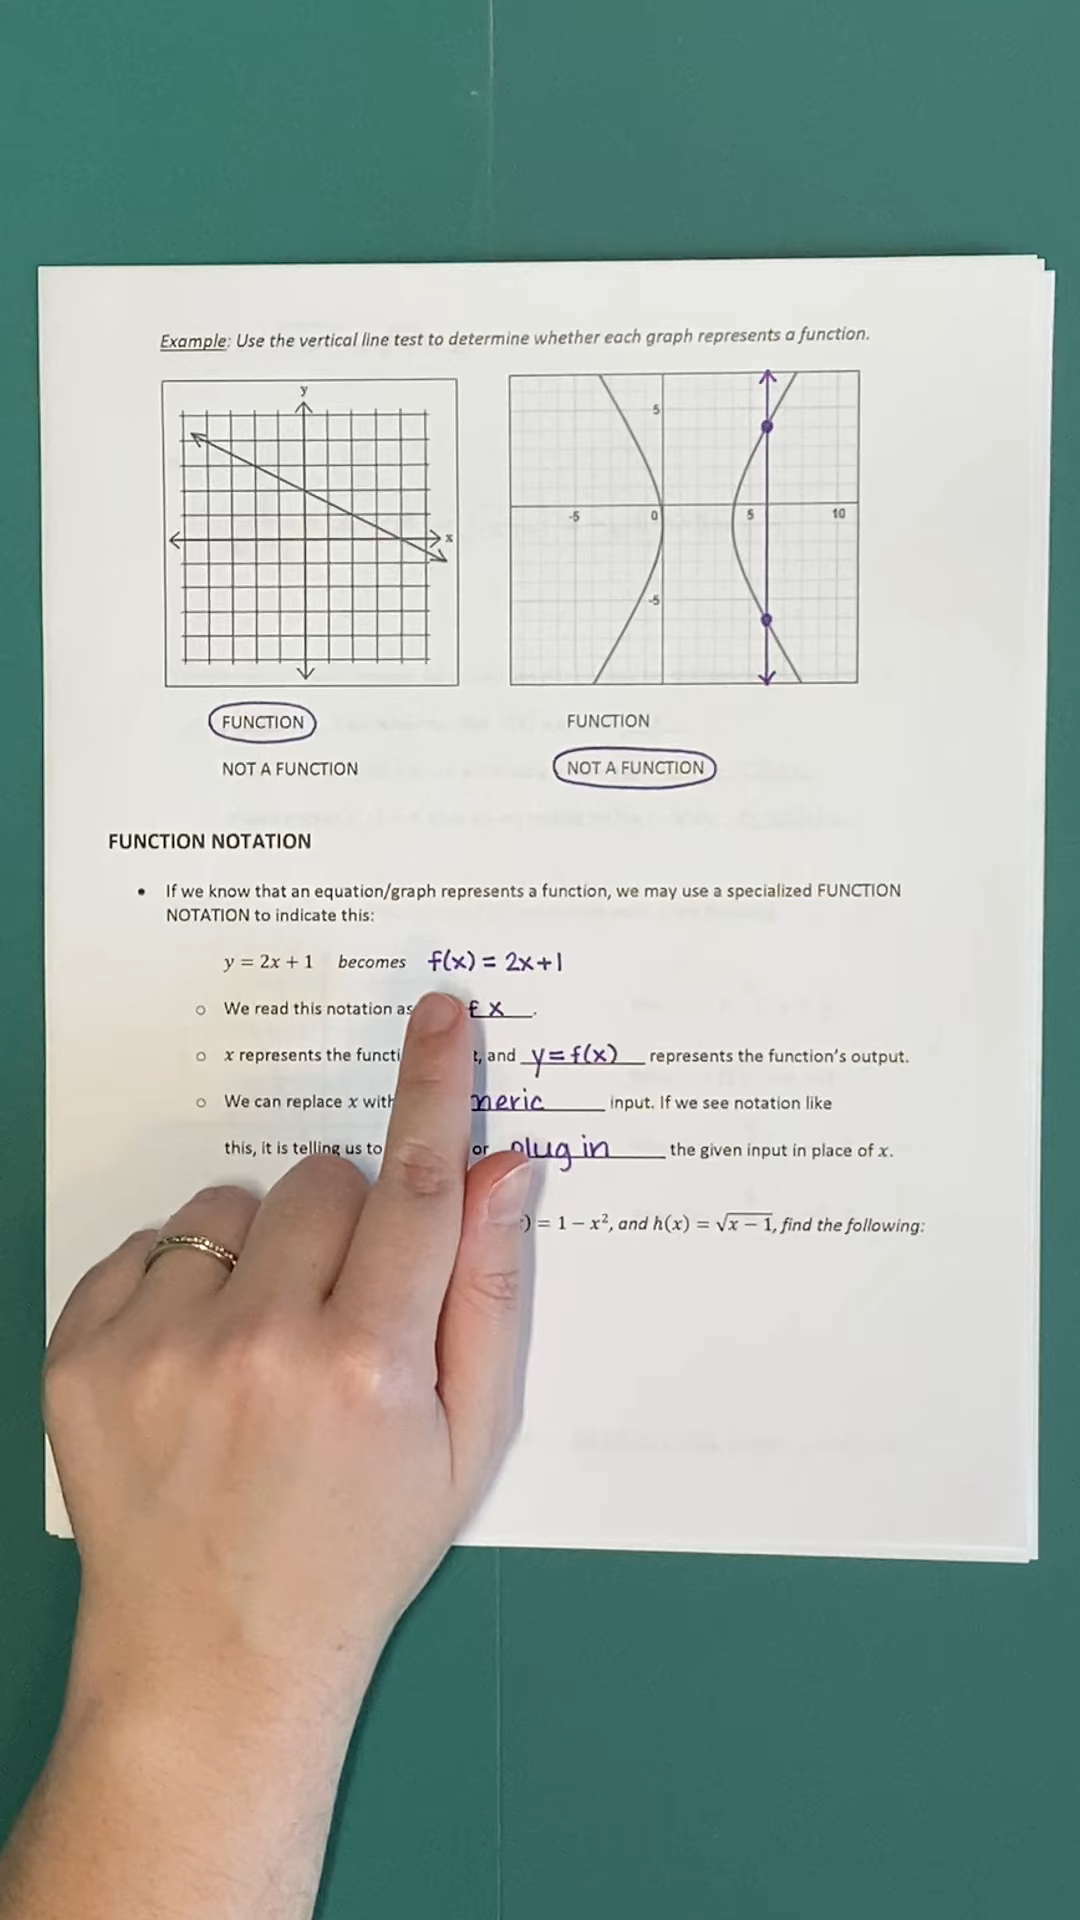 Example: Use the vertical line test to determine whether each graph represents a function.
y
x
5
-5
0
5
10
-5
FUNCTION
NOT A FUNCTION
FUNCTION
NOT A FUNCTION
FUNCTION NOTATION
• If we know that an equation/graph represents a function, we may use a specialized FUNCTION
NOTATION to indicate this:
y = 2x + 1 becomes f(x) = 2x+1
o We read this notation as x.
o x represents the and y = f(x) represents the function's output.
o We can replace x input. If we see notation like
this, it is telling us to or plug in the given input in place of x.
= 1 − x², and h(x) = √x − 1, find the following: